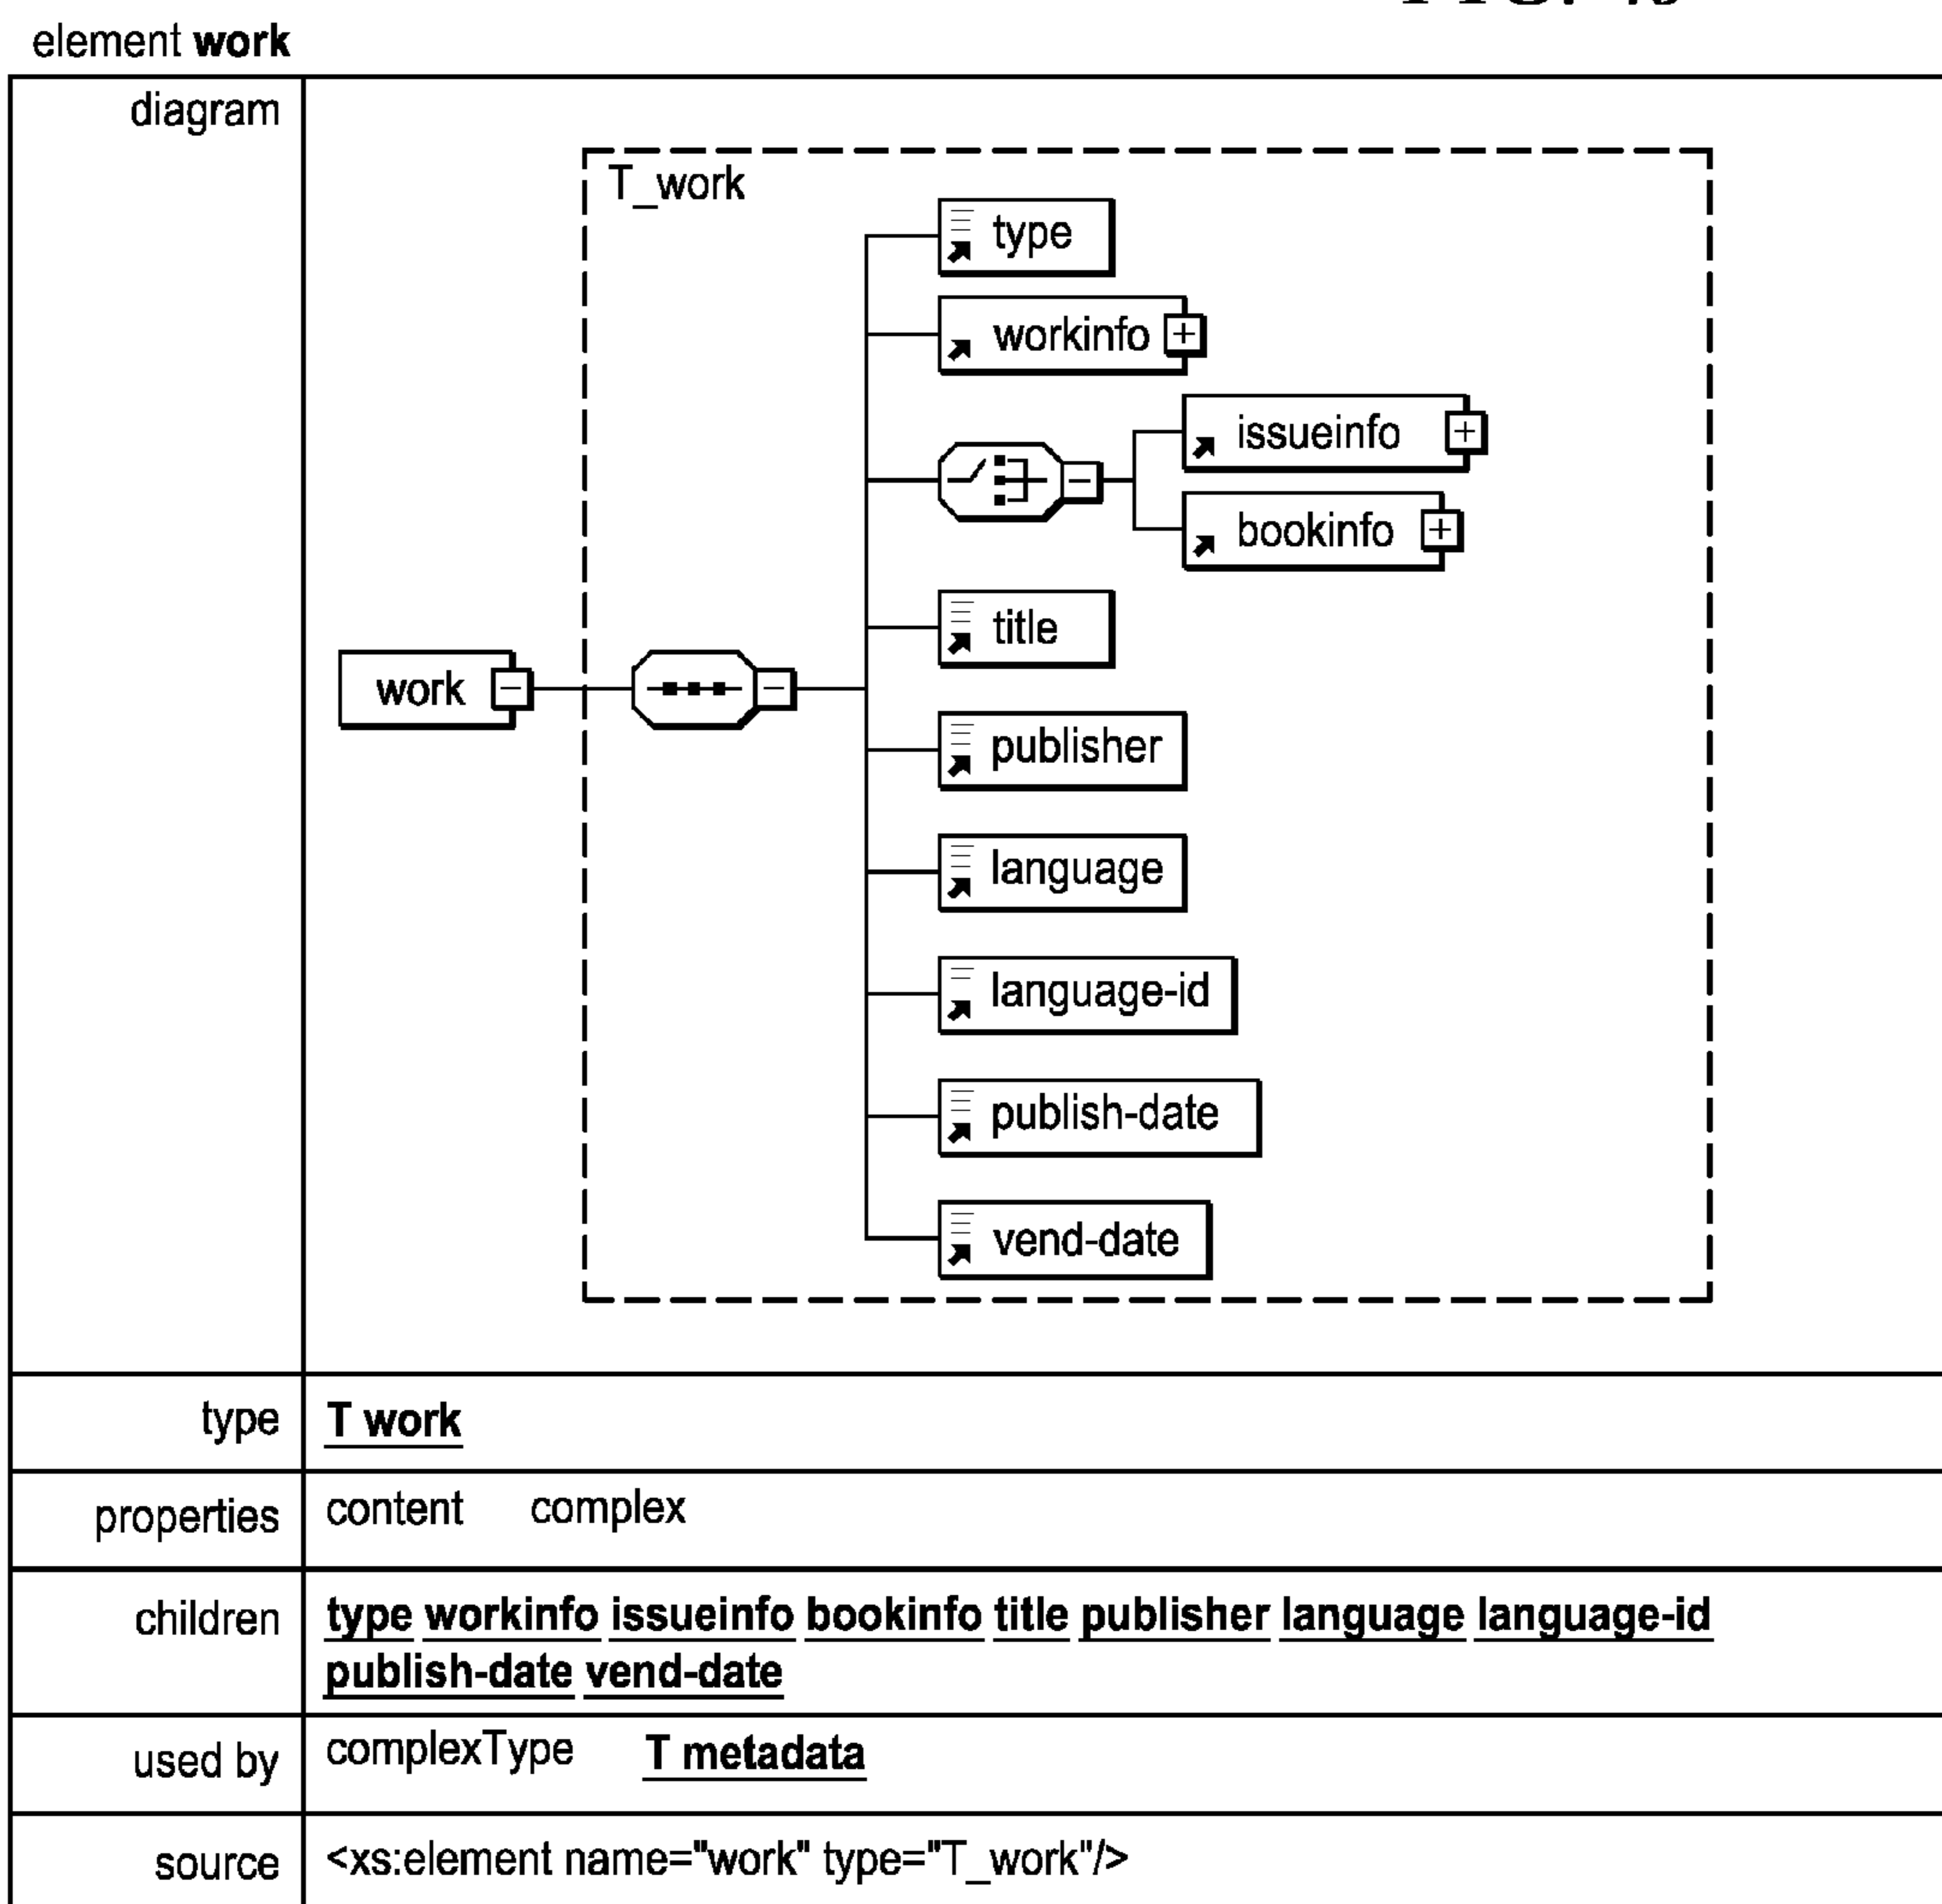 element work
diagram
T_work
type
workinfo
issueinfo
bookinfo
title
work
publisher
language
language-id
publish-date
vend-date
type T work
properties content complex
children type workinfo issueinfo bookinfo title publisher language language-id
publish-date vend-date
used by complexType T metadata
source <xs:element name="work" type="T_work"/>